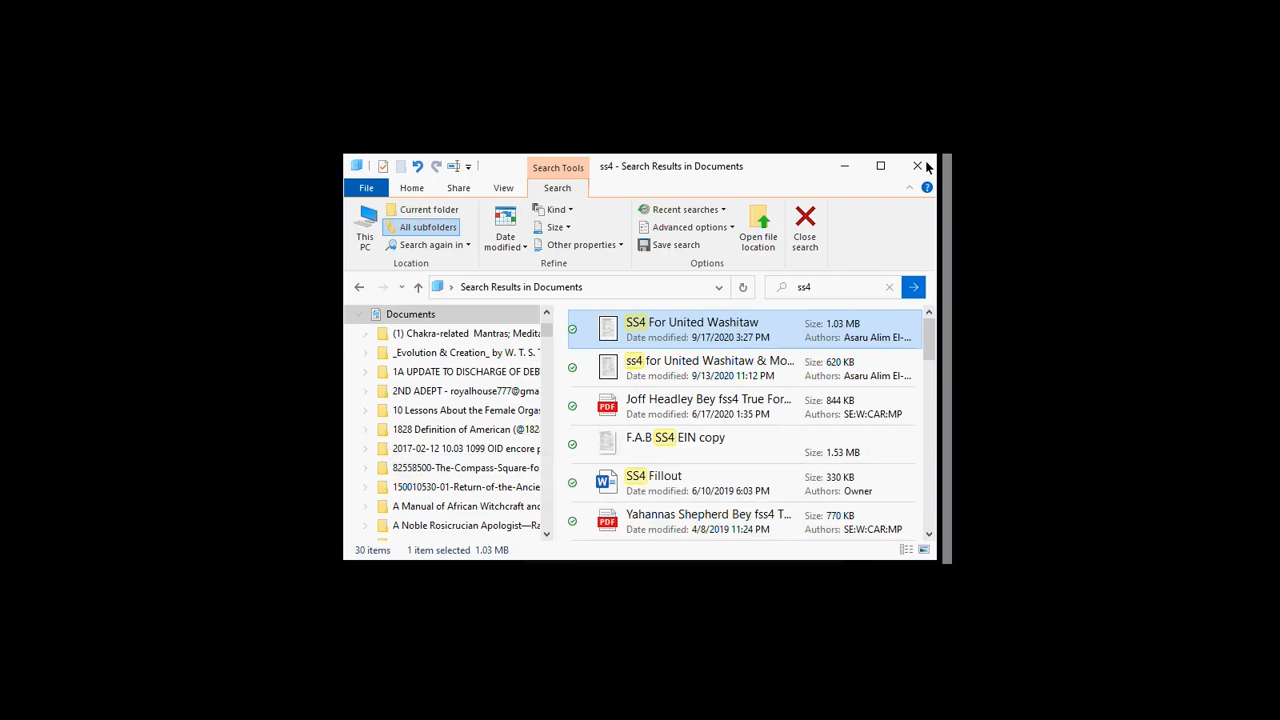 ss4 - Search Results in Documents
Search Tools
File
Home
Share
View
Search
This PC
Current folder
All subfolders
Search again in
Location
Date modified
Kind
Size
Other properties
Refine
Recent searches
Advanced options
Save search
Options
Open file location
Close search
Search Results in Documents
ss4
Documents
(1) Chakra-related Mantras; Medita
_Evolution & Creation_ by W. T. S. T
1A UPDATE TO DISCHARGE OF DEB
2ND ADEPT - royalhouse777@gma
10 Lessons About the Female Orgas
1828 Definition of American (@182
2017-02-12 10.03 1099 OID encore p
82558500-The-Compass-Square-fo
150010530-01-Return-of-the-Ancie
A Manual of African Witchcraft and
A Noble Rosicrucian Apologist—Ra
SS4 For United Washitaw
Date modified: 9/17/2020 3:27 PM
Size: 1.03 MB
Authors: Asaru Alim El-...
ss4 for United Washitaw & Mo...
Date modified: 9/13/2020 11:12 PM
Size: 620 KB
Authors: Asaru Alim El-...
PDF
Joff Headley Bey fss4 True For...
Date modified: 6/17/2020 1:35 PM
Size: 844 KB
Authors: SE:W:CAR:MP
F.A.B SS4 EIN copy
Size: 1.53 MB
W
SS4 Fillout
Date modified: 6/10/2019 6:03 PM
Size: 330 KB
Authors: Owner
PDF
Yahannas Shepherd Bey fss4 T...
Date modified: 4/8/2019 11:24 PM
Size: 770 KB
Authors: SE:W:CAR:MP
30 items
1 item selected 1.03 MB